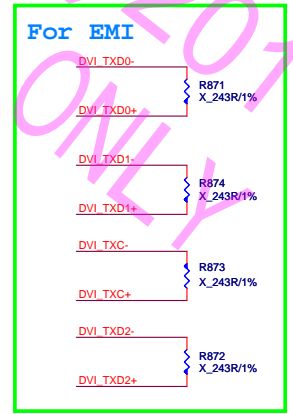 For EMI
DVI_TXD0-
R871
X_243R/1%
DVI_TXD0+
DVI_TXD1-
R874
X_243R/1%
DVI_TXD1+
DVI_TXC-
R873
X_243R/1%
DVI_TXC+
DVI_TXD2-
R872
X_243R/1%
DVI_TXD2+
201
ONLY